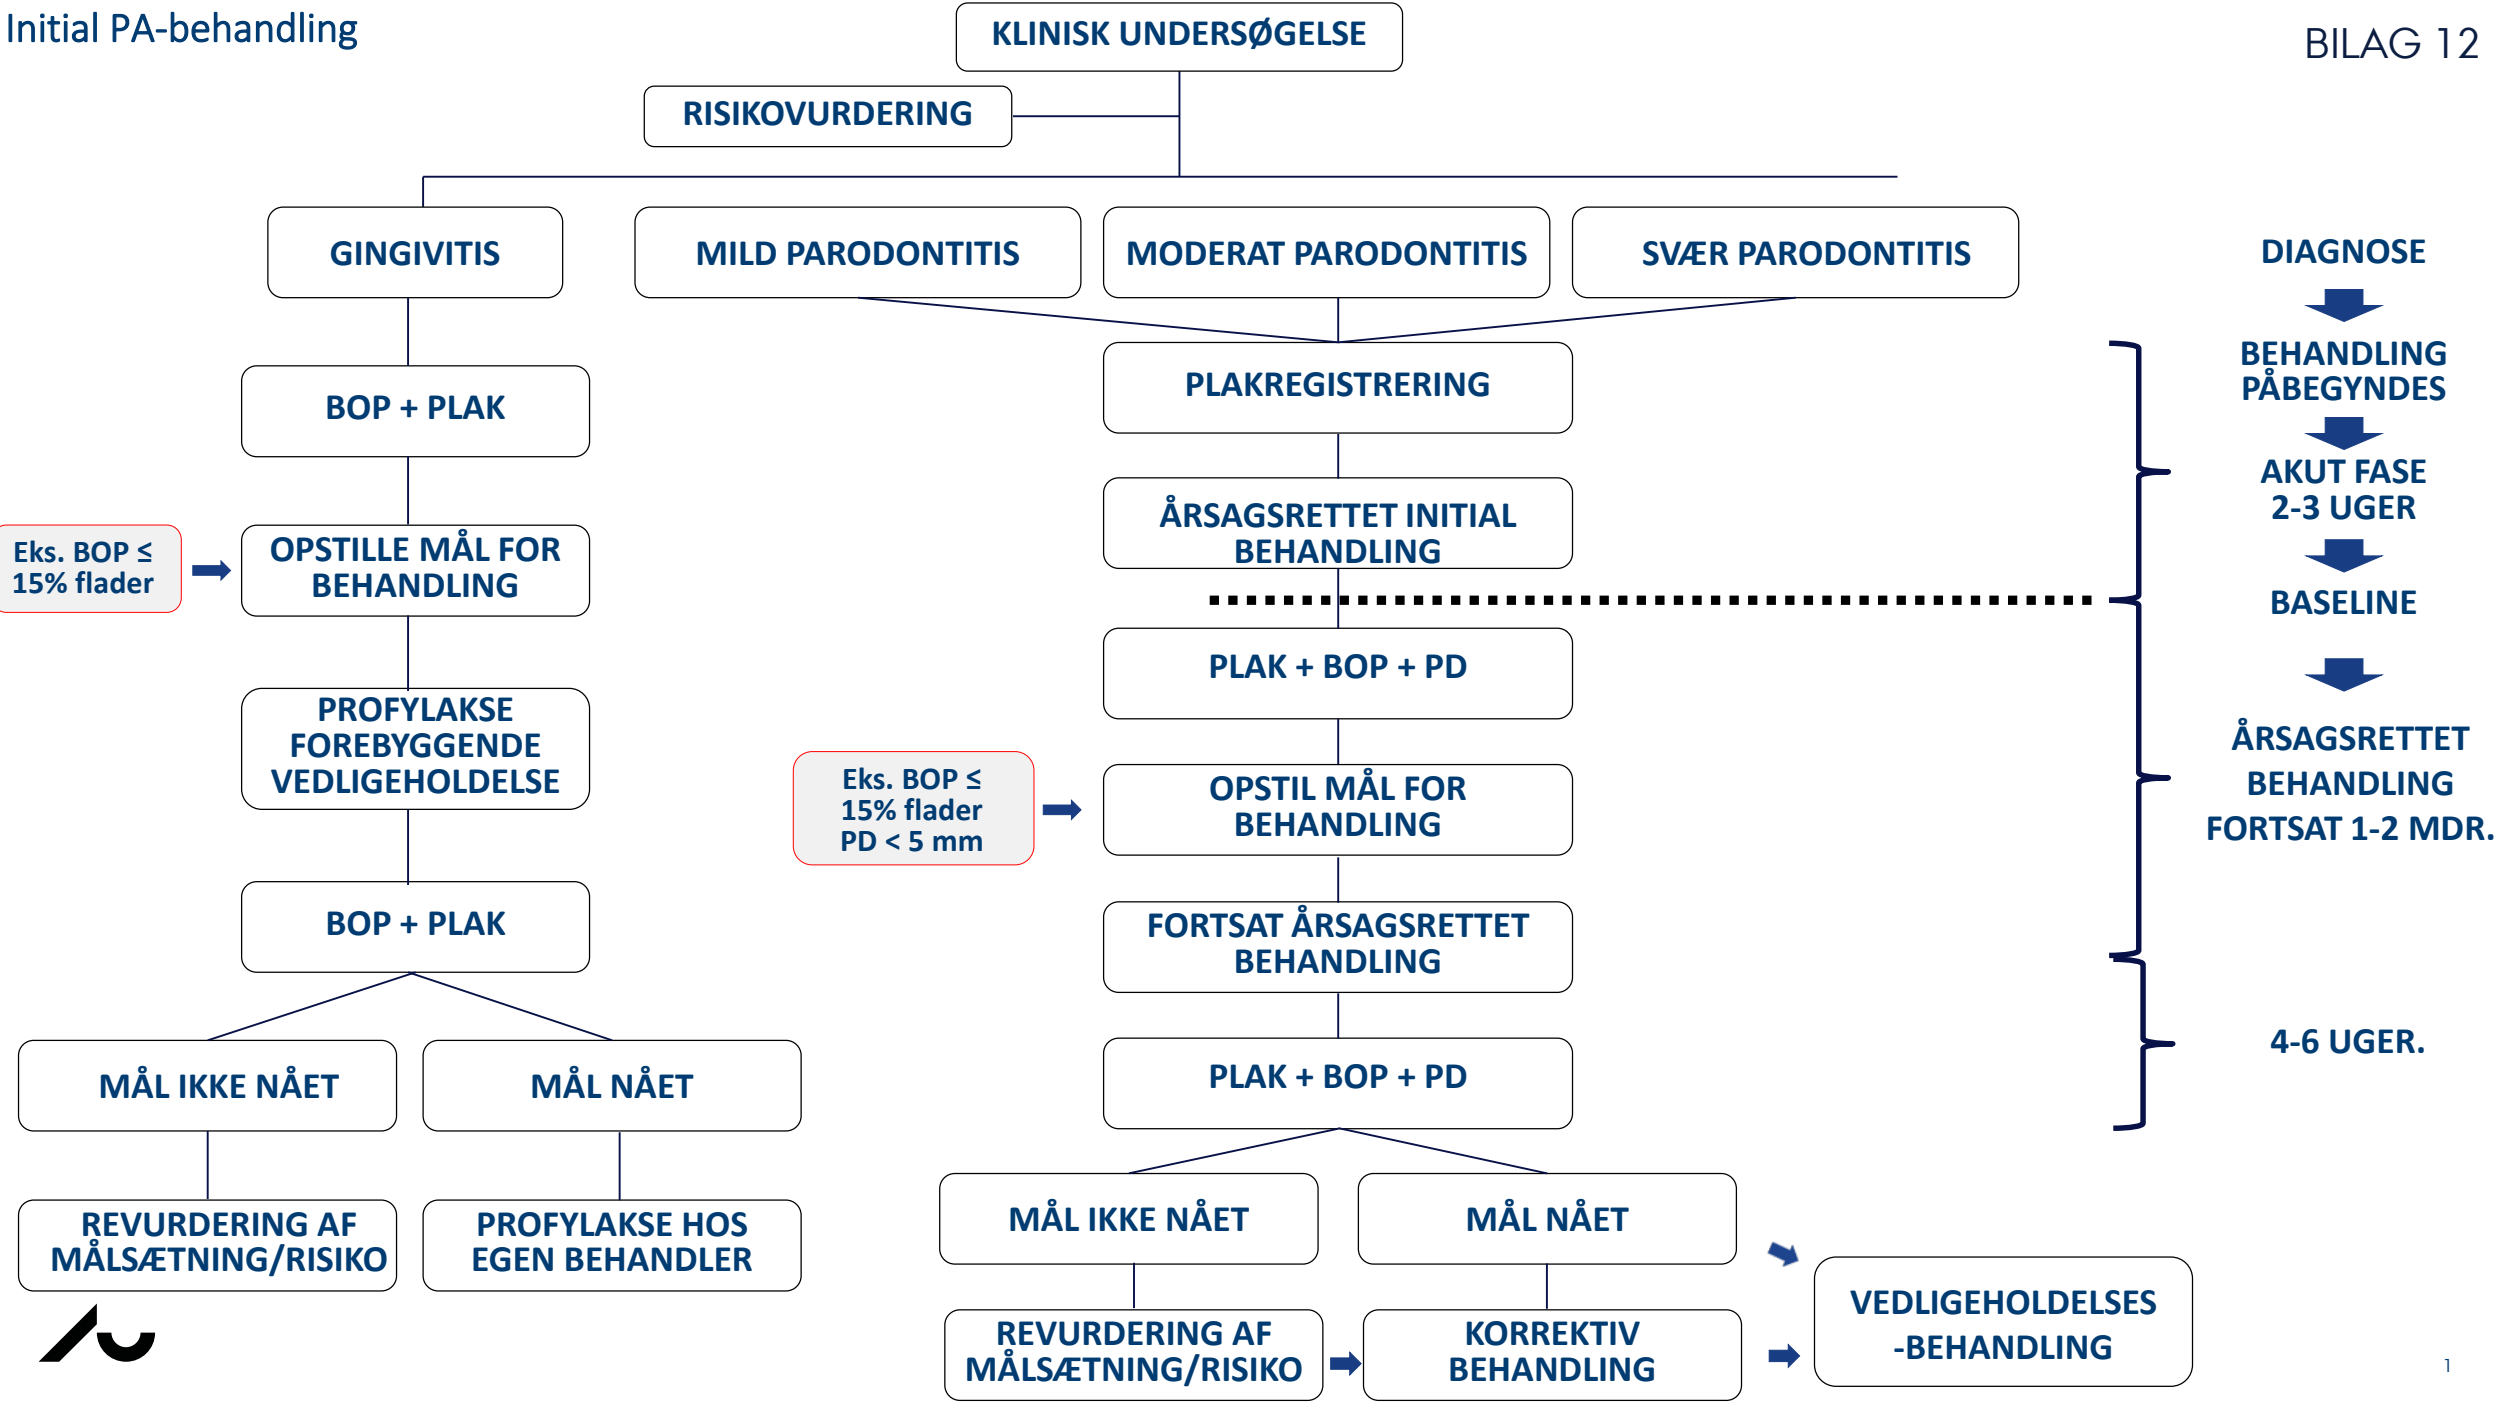 Initial PA-behandling
BILAG 12
KLINISK UNDERSØGELSE
RISIKOVURDERING
GINGIVITIS
MILD PARODONTITIS
MODERAT PARODONTITIS
SVÆR PARODONTITIS
BOP + PLAK
Eks. BOP ≤
15% flader
OPSTILLE MÅL FOR
BEHANDLING
PROFYLAKSE
FOREBYGGENDE
VEDLIGEHOLDELSE
BOP + PLAK
MÅL IKKE NÅET
MÅL NÅET
REVURDERING AF
MÅLSÆTNING/RISIKO
PROFYLAKSE HOS
EGEN BEHANDLER
PLAKREGISTRERING
ÅRSAGSRETTET INITIAL
BEHANDLING
PLAK + BOP + PD
Eks. BOP ≤
15% flader
PD < 5 mm
OPSTIL MÅL FOR
BEHANDLING
FORTSAT ÅRSAGSRETTET
BEHANDLING
PLAK + BOP + PD
MÅL IKKE NÅET
MÅL NÅET
REVURDERING AF
MÅLSÆTNING/RISIKO
KORREKTIV
BEHANDLING
VEDLIGEHOLDELSES
-BEHANDLING
DIAGNOSE
BEHANDLING
PÅBEGYNDES
AKUT FASE
2-3 UGER
BASELINE
ÅRSAGSRETTET
BEHANDLING
FORTSAT 1-2 MDR.
4-6 UGER.
1